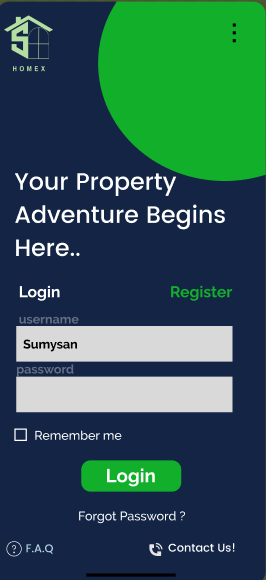 HOMEX
Your Property
Adventure Begins
Here..
Login
Register
username
Sumysan
password
Remember me
Login
Forgot Password ?
? F.A.Q
Contact Us!